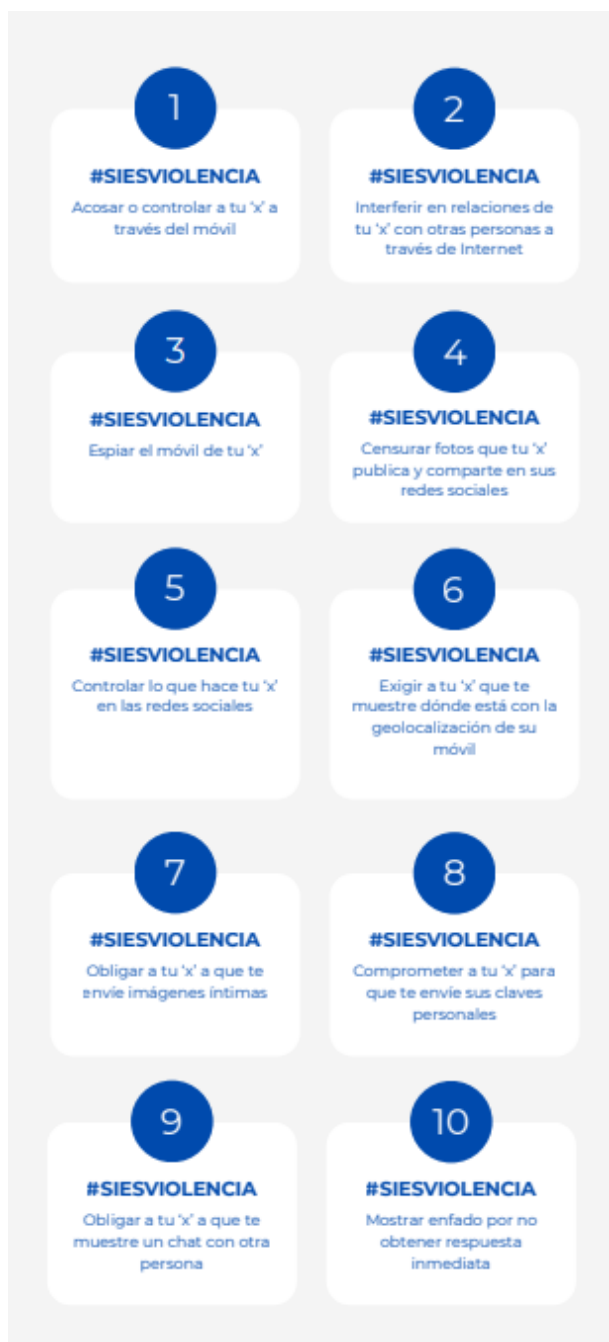 1
#SIESVIOLENCIA
Acosar o controlar a tu 'x' a
través del móvil
2
#SIESVIOLENCIA
Interferir en relaciones de
tu 'x' con otras personas a
través de Internet
3
#SIESVIOLENCIA
Espiar el móvil de tu 'x'
4
#SIESVIOLENCIA
Censurar fotos que tu 'x'
publica y comparte en sus
redes sociales
5
#SIESVIOLENCIA
Controlar lo que hace tu 'x'
en las redes sociales
6
#SIESVIOLENCIA
Exigir a tu 'x' que te
muestre dónde está con la
geolocalización de su
móvil
7
#SIESVIOLENCIA
Obligar a tu 'x' a que te
envíe imágenes íntimas
8
#SIESVIOLENCIA
Comprometer a tu 'x' para
que te envíe sus claves
personales
9
#SIESVIOLENCIA
Obligar a tu 'x' a que te
muestre un chat con otra
persona
10
#SIESVIOLENCIA
Mostrar enfado por no
obtener respuesta
inmediata